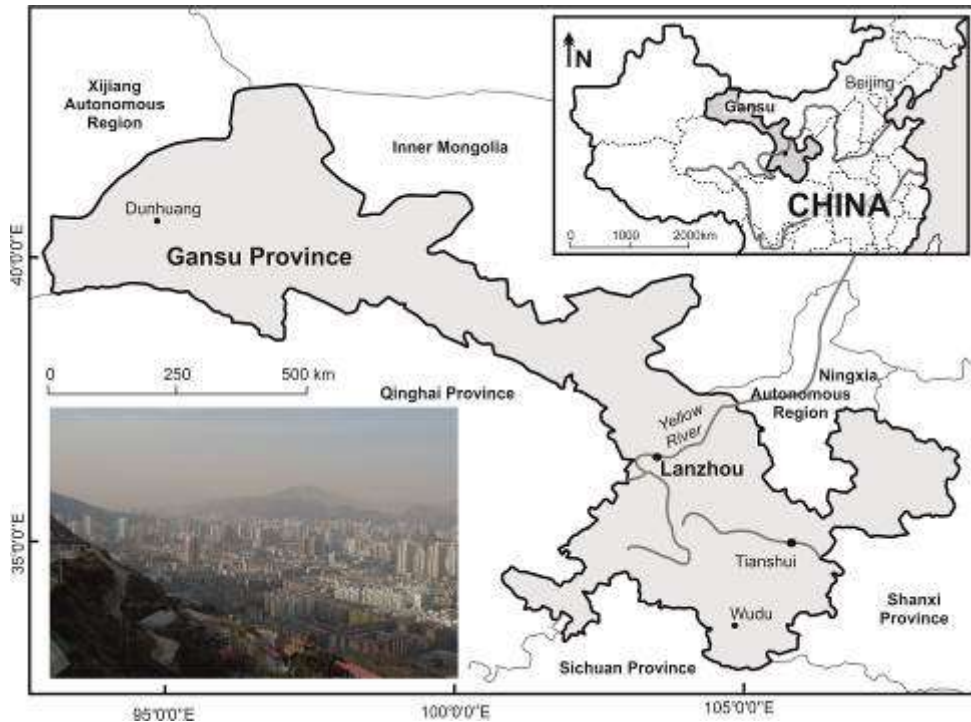 Xijiang
Autonomous
Region
Inner Mongolia
Dunhuang
Gansu Province
N
Beijing
Gansu
CHINA
0 1000 2000km
40°0'0"E
0 250 500 km
Qinghai Province
Ningxia
Autonomous
Region
Yellow
River
Lanzhou
35°0'0"E
Tianshui
Wudu
Shanxi
Province
Sichuan Province
95°0'0"E
100°0'0"E
105°0'0"E